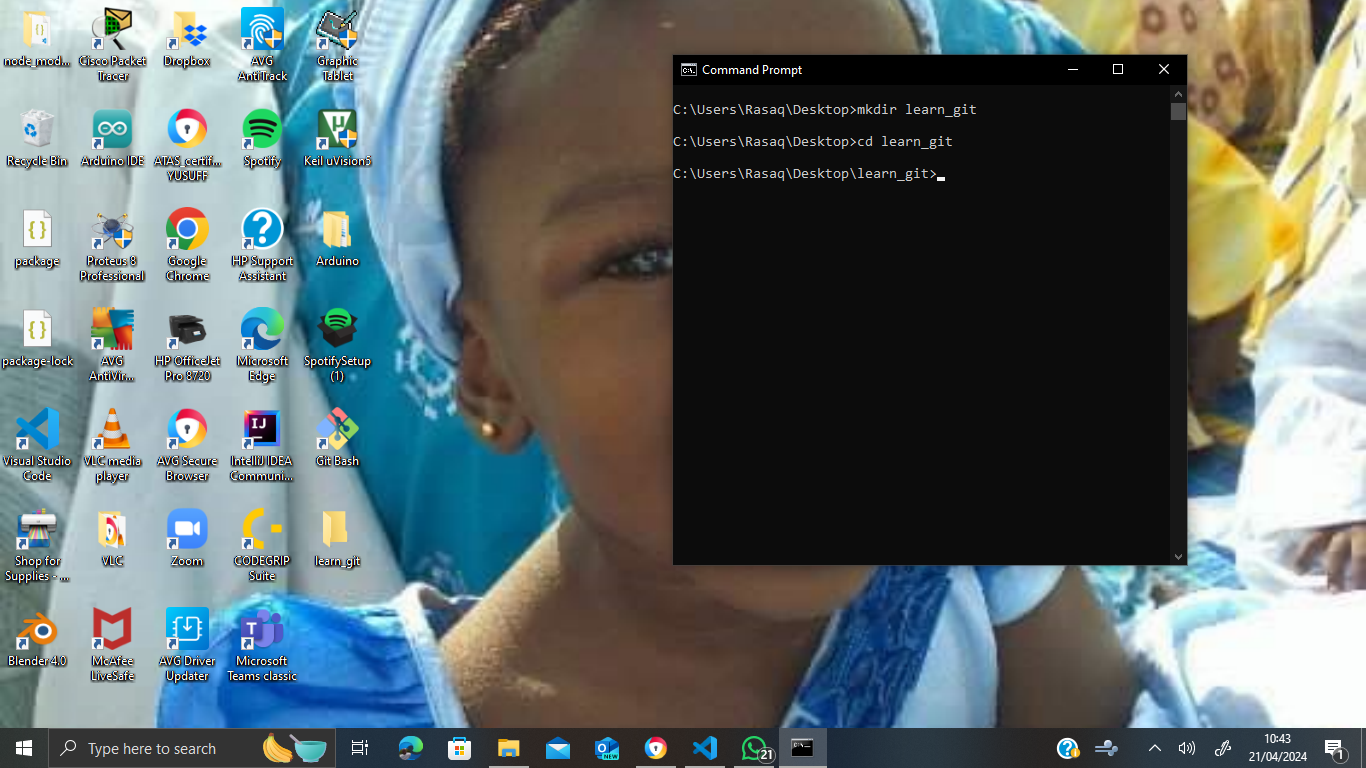 node_mod...
Cisco Packet
Tracer
Dropbox
AVG
AntiTrack
Graphic
Tablet
Recycle Bin
Arduino IDE
ATAS_certif...
YUSUFF
Spotify
Keil uVision5
package
Proteus 8
Professional
Google
Chrome
HP Support
Assistant
Arduino
package-lock
AVG
AntiVir...
HP OfficeJet
Pro 8720
Microsoft
Edge
SpotifySetup
(1)
Visual Studio
Code
VLC media
player
AVG Secure
Browser
IntelliJ IDEA
Communi...
Git Bash
Shop for
Supplies - ...
VLC
Zoom
CODEGRIP
Suite
learn_git
Blender 4.0
McAfee
LiveSafe
AVG Driver
Updater
Microsoft
Teams classic
Command Prompt
C:\Users\Rasaq\Desktop>mkdir learn_git
C:\Users\Rasaq\Desktop>cd learn_git
C:\Users\Rasaq\Desktop\learn_git>
Type here to search
NEW
21
10:43
21/04/2024
1